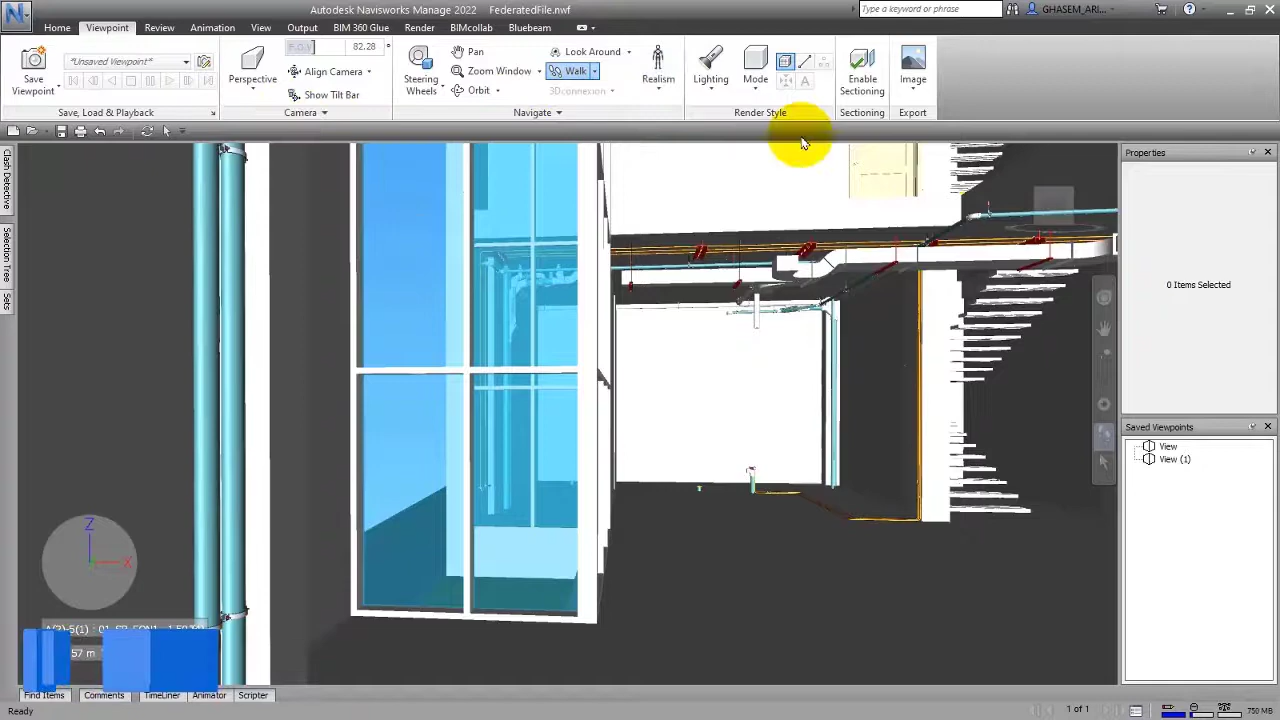 Autodesk Navisworks Manage 2022 FederatedFile.nwf
Type a keyword or phrase
GHASEM_ARI...
Home Viewpoint Review Animation View Output BIM 360 Glue Render BIMcollab Bluebeam
Save Viewpoint
*Unsaved Viewpoint*
Save, Load & Playback
Perspective
F.o.V. 82.28
Align Camera
Show Tilt Bar
Camera
Steering Wheels
Pan
Zoom Window
Orbit
Look Around
Walk
3Dconnexion
Realism
Navigate
Lighting
Mode
Render Style
Enable Sectioning
Sectioning
Image
Export
Selection Tree
Sets
Properties
0 Items Selected
Saved Viewpoints
View
View (1)
Z
X
57 m
Find Items Comments TimeLiner Animator Scripter
Ready
1 of 1
750 MB